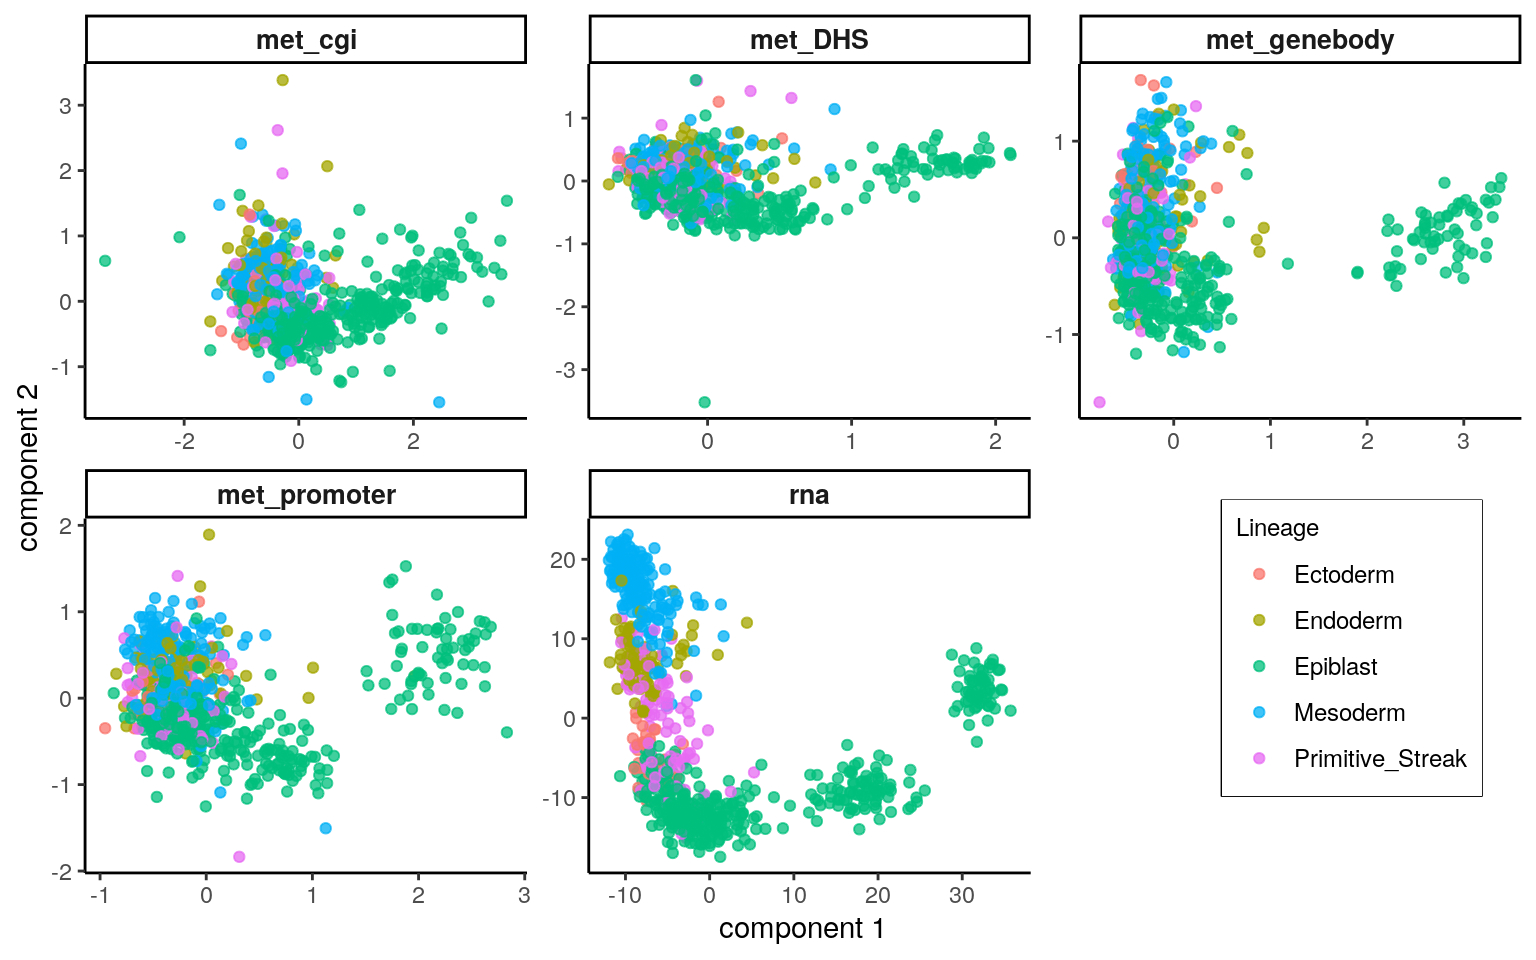 met_cgi
met_DHS
met_genebody
3
2
1
0
-1
1
0
-1
-2
-3
1
0
-1
-2 0 2
0 1 2
0 1 2 3
component 2
met_promoter
rna
2
1
0
-1
-2
20
10
0
-10
-1 0 1 2 3
-10 0 10 20 30
component 1
Lineage
Ectoderm
Endoderm
Epiblast
Mesoderm
Primitive_Streak